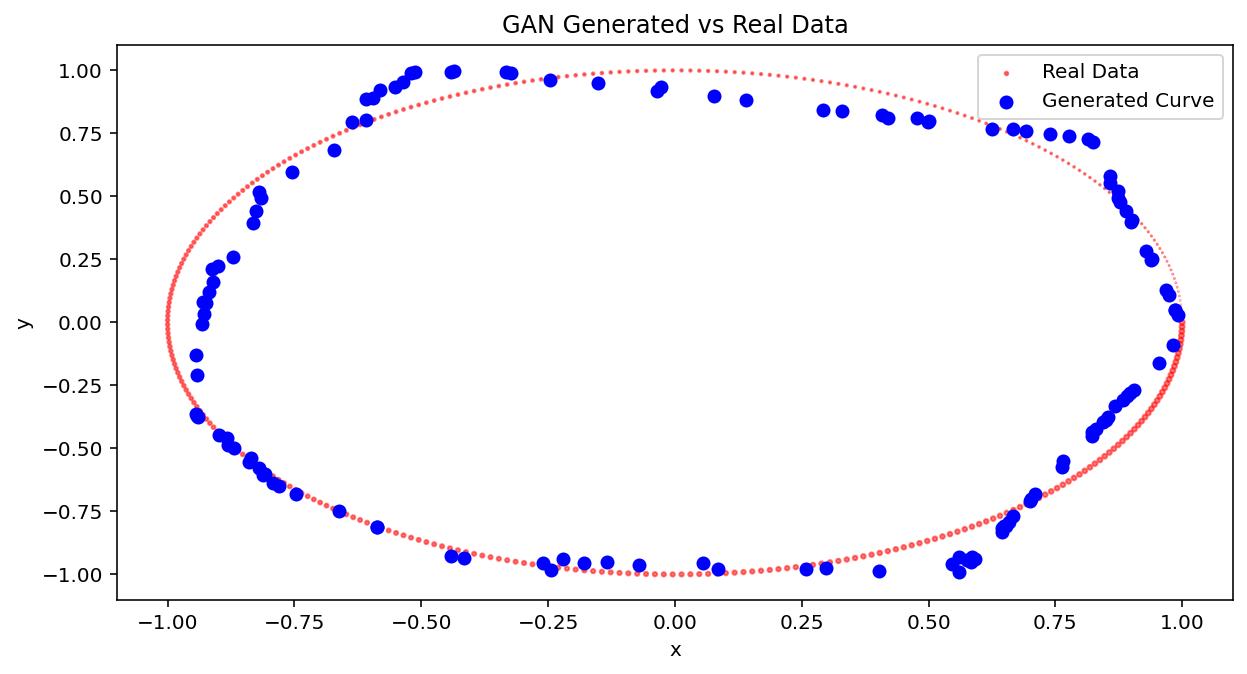 GAN Generated vs Real Data
Real Data
Generated Curve
1.00
0.75
0.50
0.25
0.00
−0.25
−0.50
−0.75
−1.00
y
−1.00 −0.75 −0.50 −0.25 0.00 0.25 0.50 0.75 1.00
x